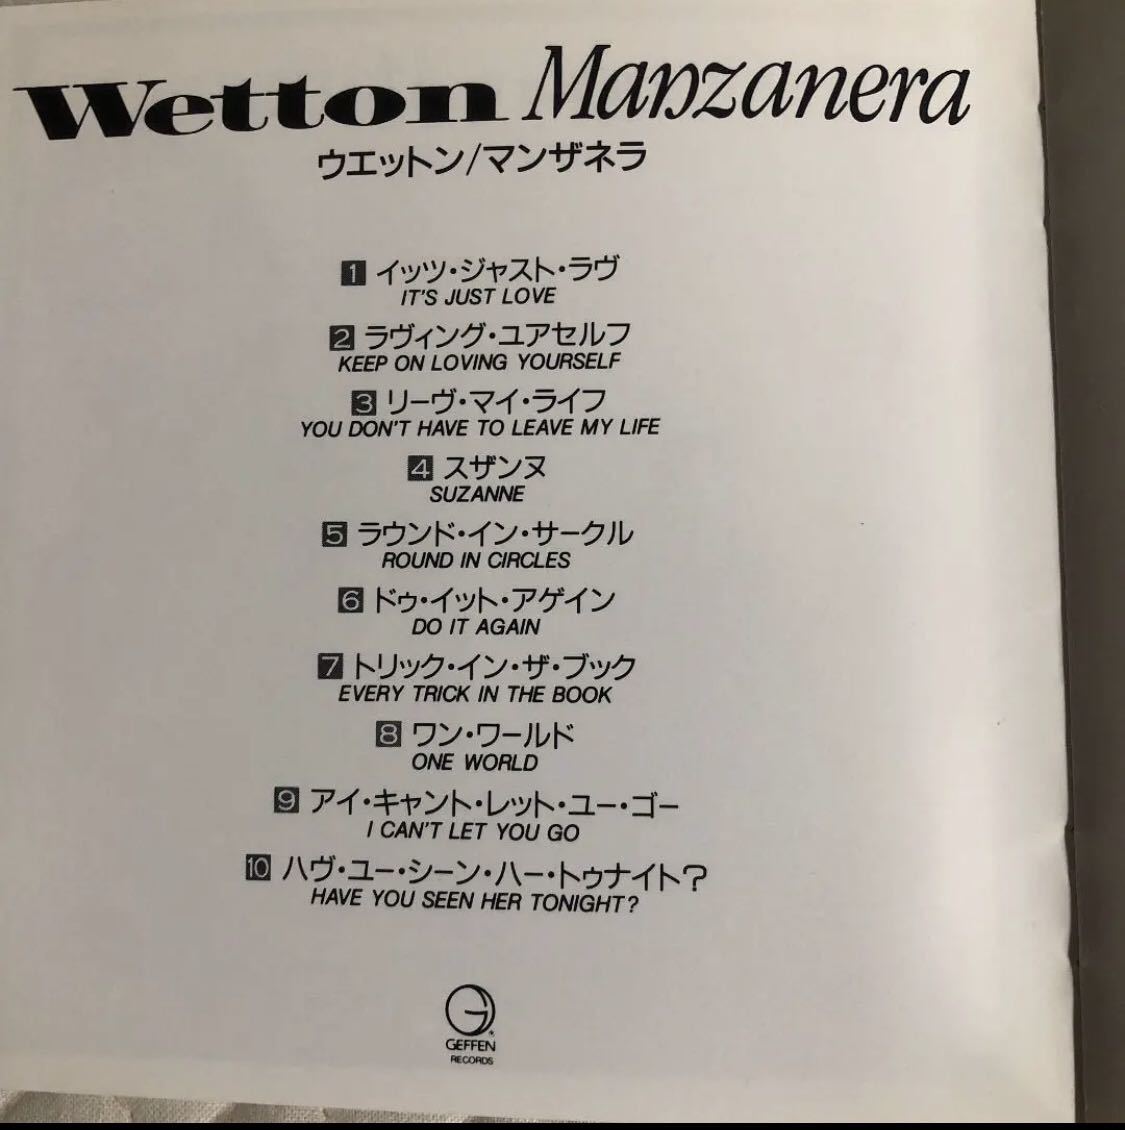 Wetton Manzanera
ウエットン/マンザネラ
1 イッツ・ジャスト・ラヴ
IT'S JUST LOVE
2 ラヴィング・ユアセルフ
KEEP ON LOVING YOURSELF
3 リーヴ・マイ・ライフ
YOU DON'T HAVE TO LEAVE MY LIFE
4 スザンヌ
SUZANNE
5 ラウンド・イン・サークル
ROUND IN CIRCLES
6 ドゥ・イット・アゲイン
DO IT AGAIN
7 トリック・イン・ザ・ブック
EVERY TRICK IN THE BOOK
8 ワン・ワールド
ONE WORLD
9 アイ・キャント・レット・ユー・ゴー
I CAN'T LET YOU GO
10 ハヴ・ユー・シーン・ハー・トゥナイト?
HAVE YOU SEEN HER TONIGHT?
GEFFEN
RECORDS